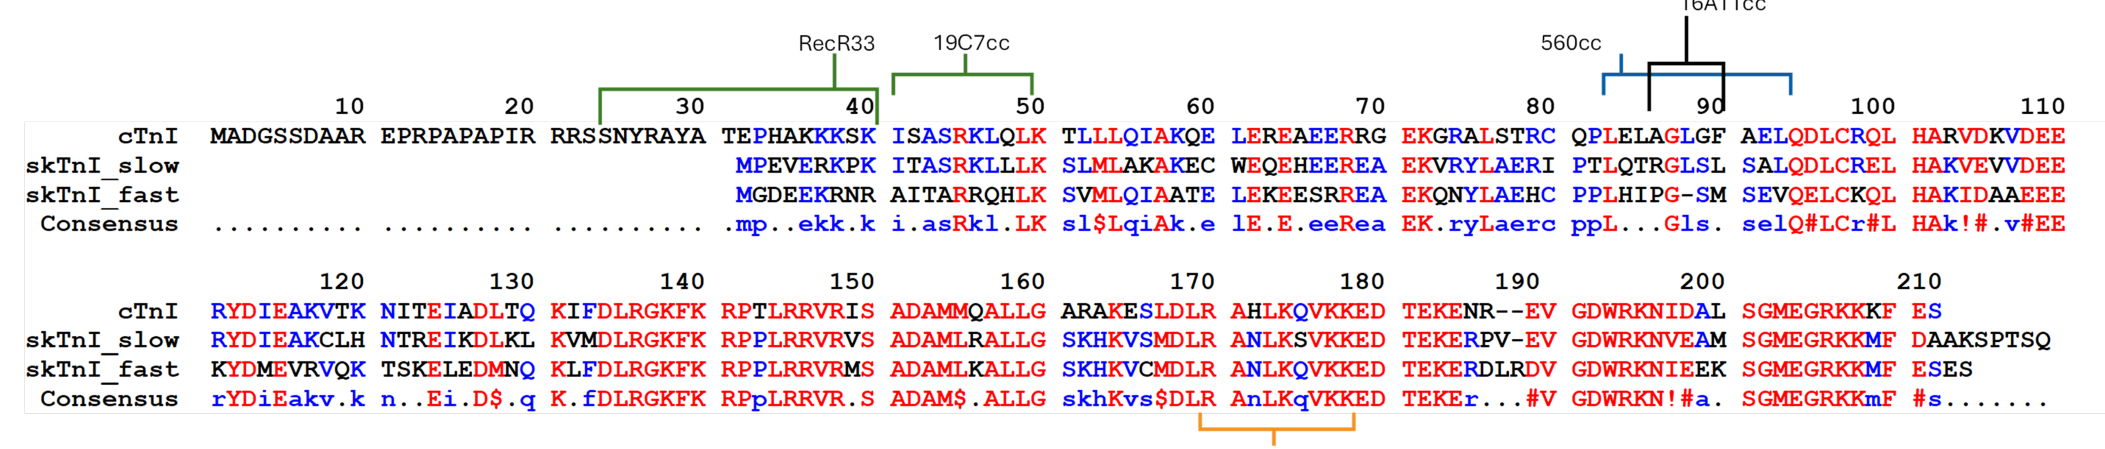 16A11cc
RecR33 19C7cc 560cc
10 20 30 40 50 60 70 80 90 100 110
cTnI MADGSSDAAR EPRPAPAPIR RRSSNYRAYA TEPHAKKKSK ISASRKLQLK TLLLQIAKQE LEREAEERRG EKGRALSTRC QPLELAGLGF AELQDLCRQL HARVDKVDEE
skTnI_slow MPEVERKPK ITASRKLLLK SLMLAKAKEC WEQEHEEREA EKVRYLAERI PTLQTRGLSL SALQDLCREL HAKVEVVDEE
skTnI_fast MGDEEKRNR AITARRQHLK SVMLQIAATE LEKEESRREA EKQNYLAEHC PPLHIPG-SM SEVQELCKQL HAKIDAAEEE
Consensus .......... .......... .......... .mp..ekk.k i.asRkl.LK sl$LqiAk.e lE.E.eeRea EK.ryLaerc ppL...Gls. selQ#LCr#L HAk!#.v#EE
120 130 140 150 160 170 180 190 200 210
cTnI RYDIEAKVTK NITEIADLTQ KIFDLRGKFK RPTLRRVRIS ADAMMQALLG ARAKESLDLR AHLKQVKKED TEKENR--EV GDWRKNIDAL SGMEGRKKKF ES
skTnI_slow RYDIEAKCLH NTREIKDLKL KVMDLRGKFK RPPLRRVRVS ADAMLRALLG SKHKVSMDLR ANLKSVKKED TEKERPV-EV GDWRKNVEAM SGMEGRKKMF DAAKSPTSQ
skTnI_fast KYDMEVRVQK TSKELEDMNQ KLFDLRGKFK RPPLRRVRMS ADAMLKALLG SKHKVCMDLR ANLKQVKKED TEKERDLRDV GDWRKNIEEK SGMEGRKKMF ESES
Consensus rYDiEakv.k n..Ei.D$.q K.fDLRGKFK RPpLRRVR.S ADAM$.ALLG skhKvs$DLR AnLKqVKKED TEKEr...#V GDWRKN!#a. SGMEGRKKmF #s.......